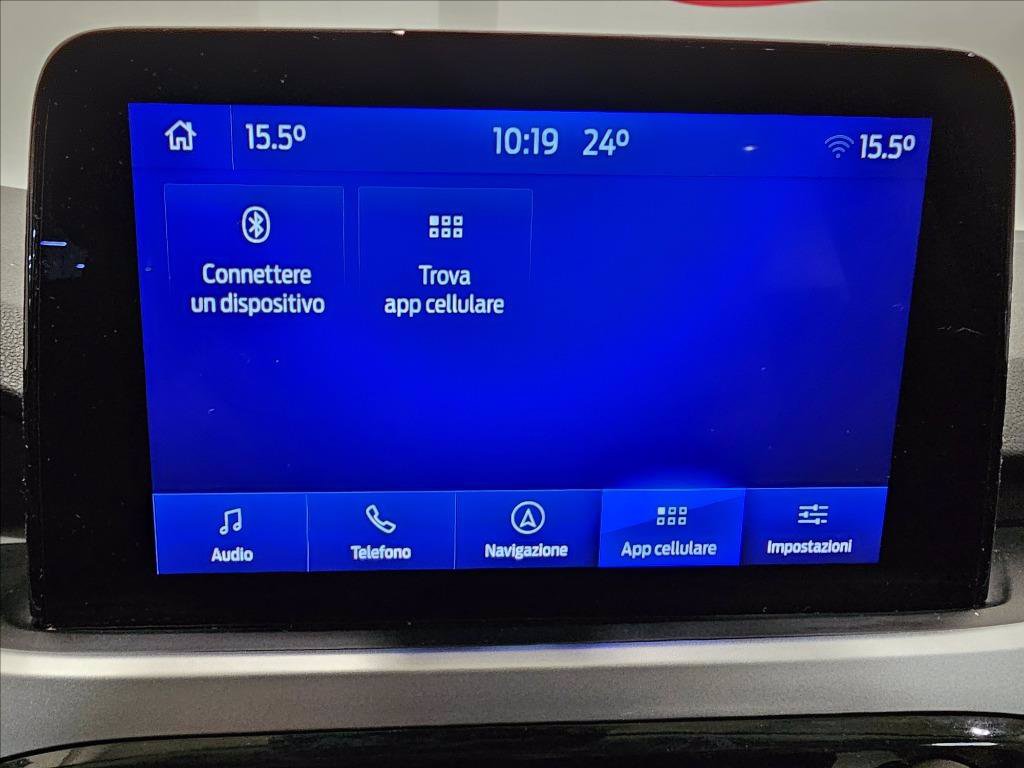 15.5º 10:19 24º 15.5º
Connettere
un dispositivo
Trova
app cellulare
Audio
Telefono
Navigazione
App cellulare
Impostazioni